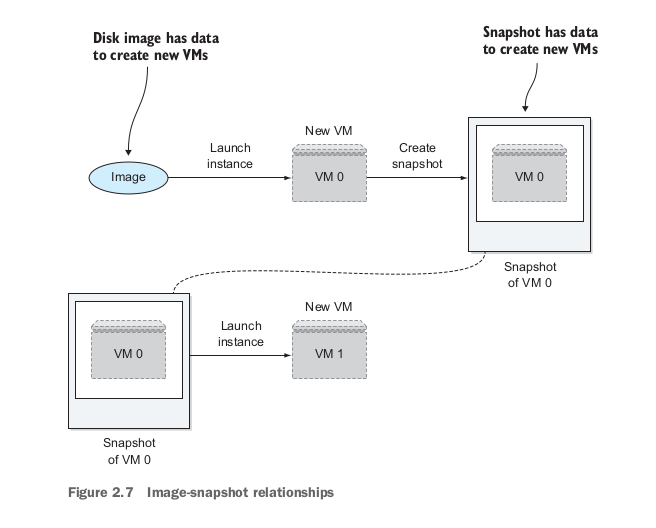 Disk image has data
to create new VMs
Snapshot has data
to create new VMs
Image
Launch
instance
New VM
VM 0
Create
snapshot
VM 0
Snapshot
of VM 0
VM 0
Launch
instance
New VM
VM 1
Snapshot
of VM 0
Figure 2.7 Image-snapshot relationships